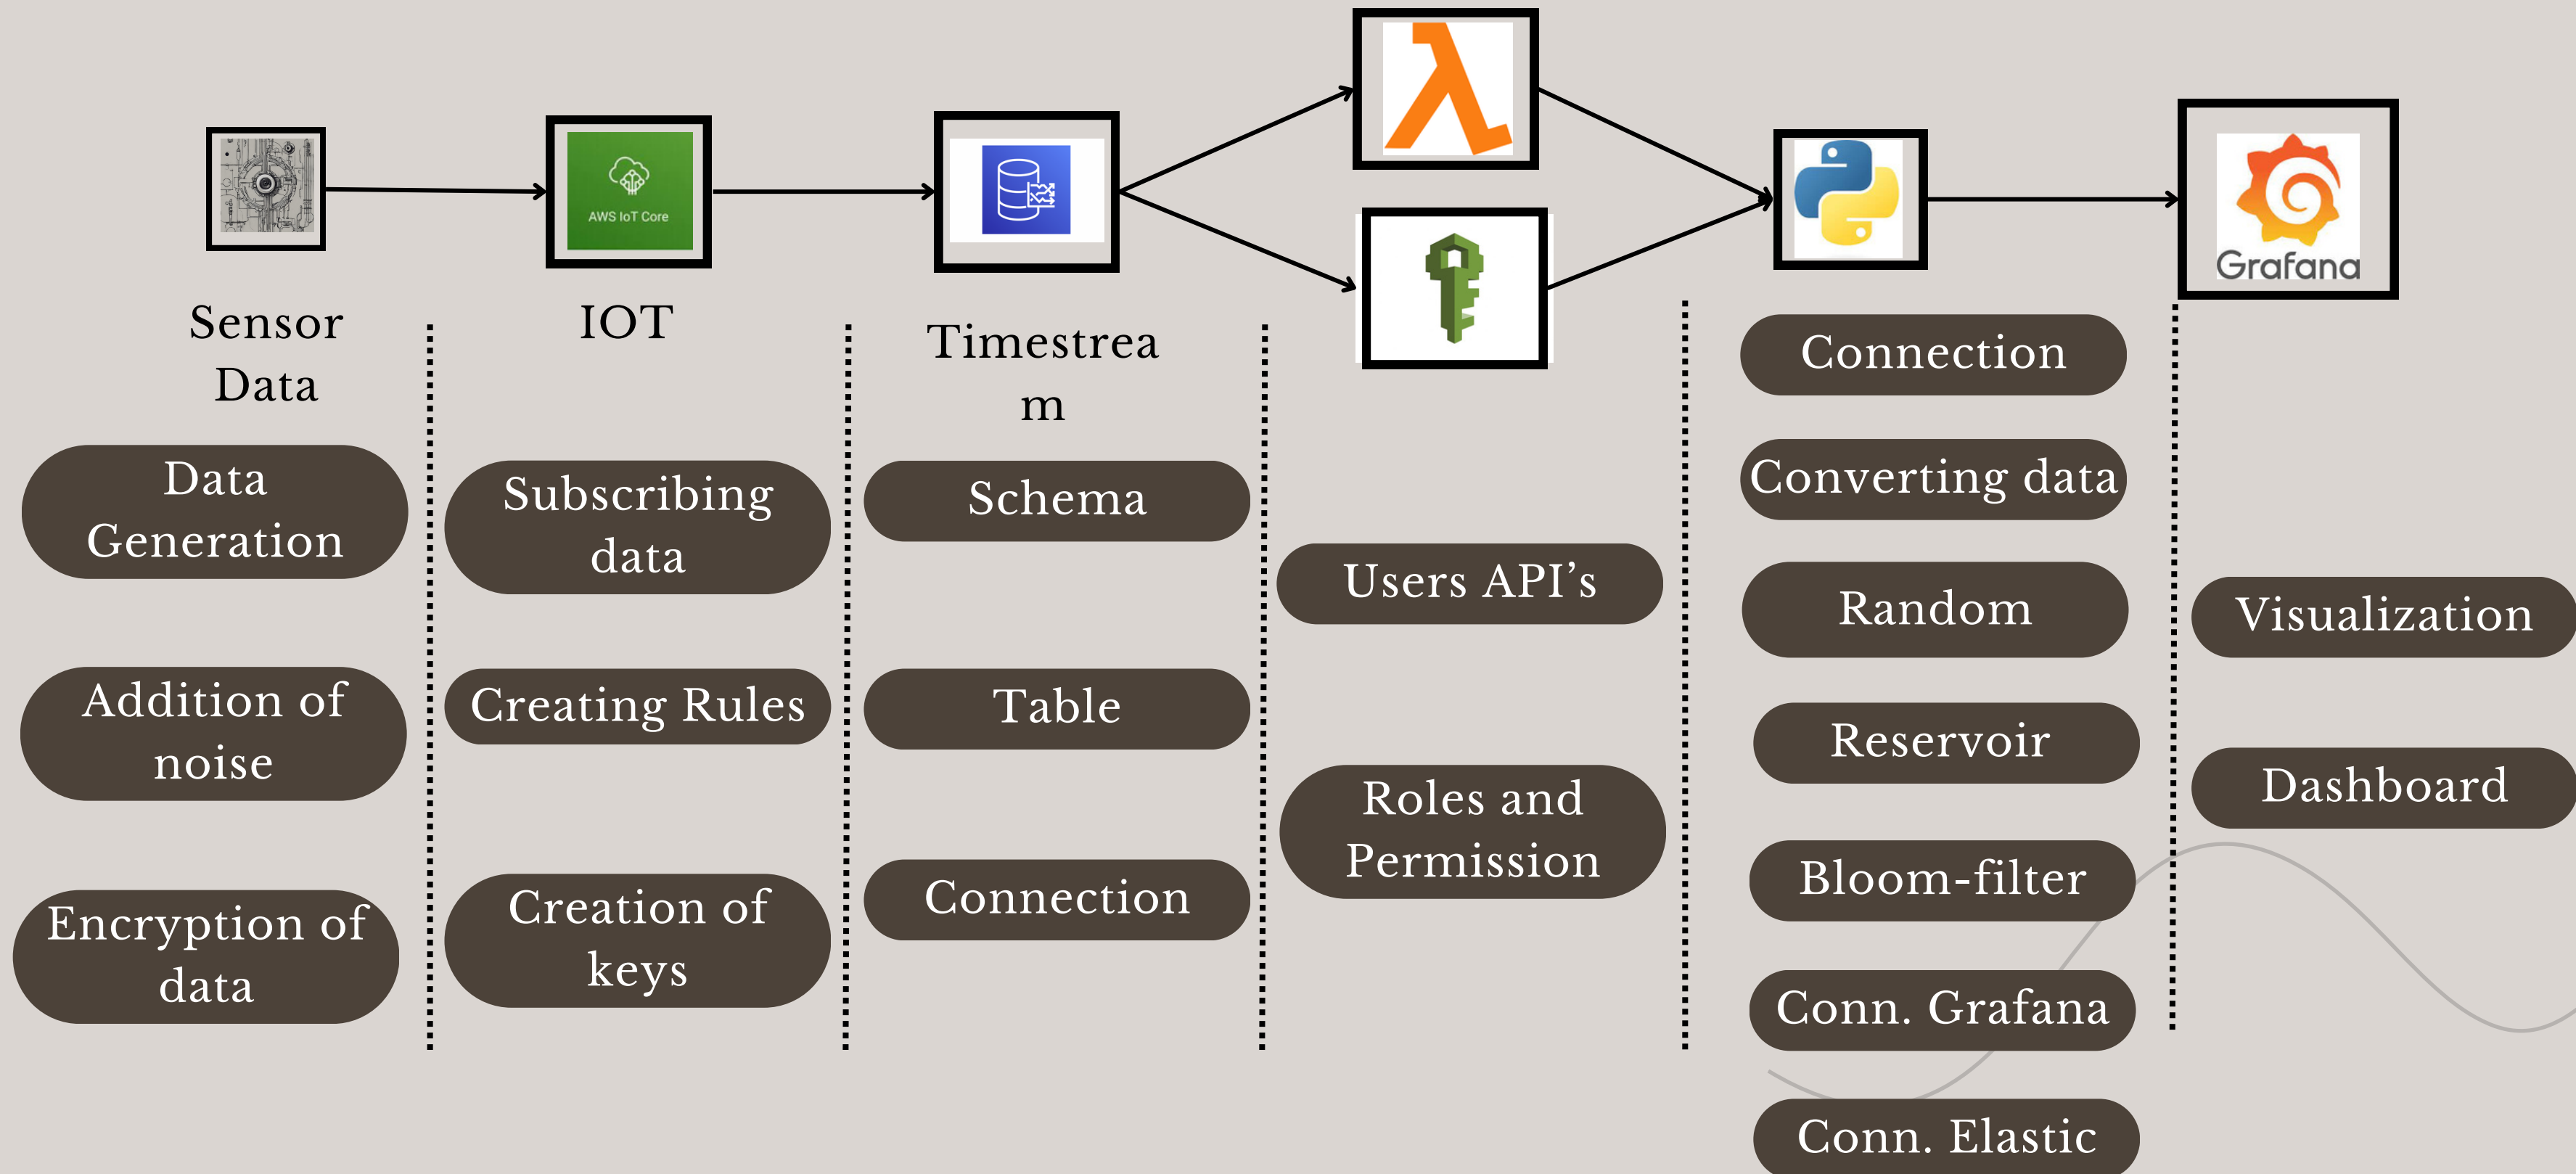 AWS IoT Core
Grafana
Sensor
Data
Data
Generation
Addition of
noise
Encryption of
data
IOT
Subscribing
data
Creating Rules
Creation of
keys
Timestrea
m
Schema
Table
Connection
Users API’s
Roles and
Permission
Connection
Converting data
Random
Reservoir
Bloom-filter
Conn. Grafana
Conn. Elastic
Visualization
Dashboard